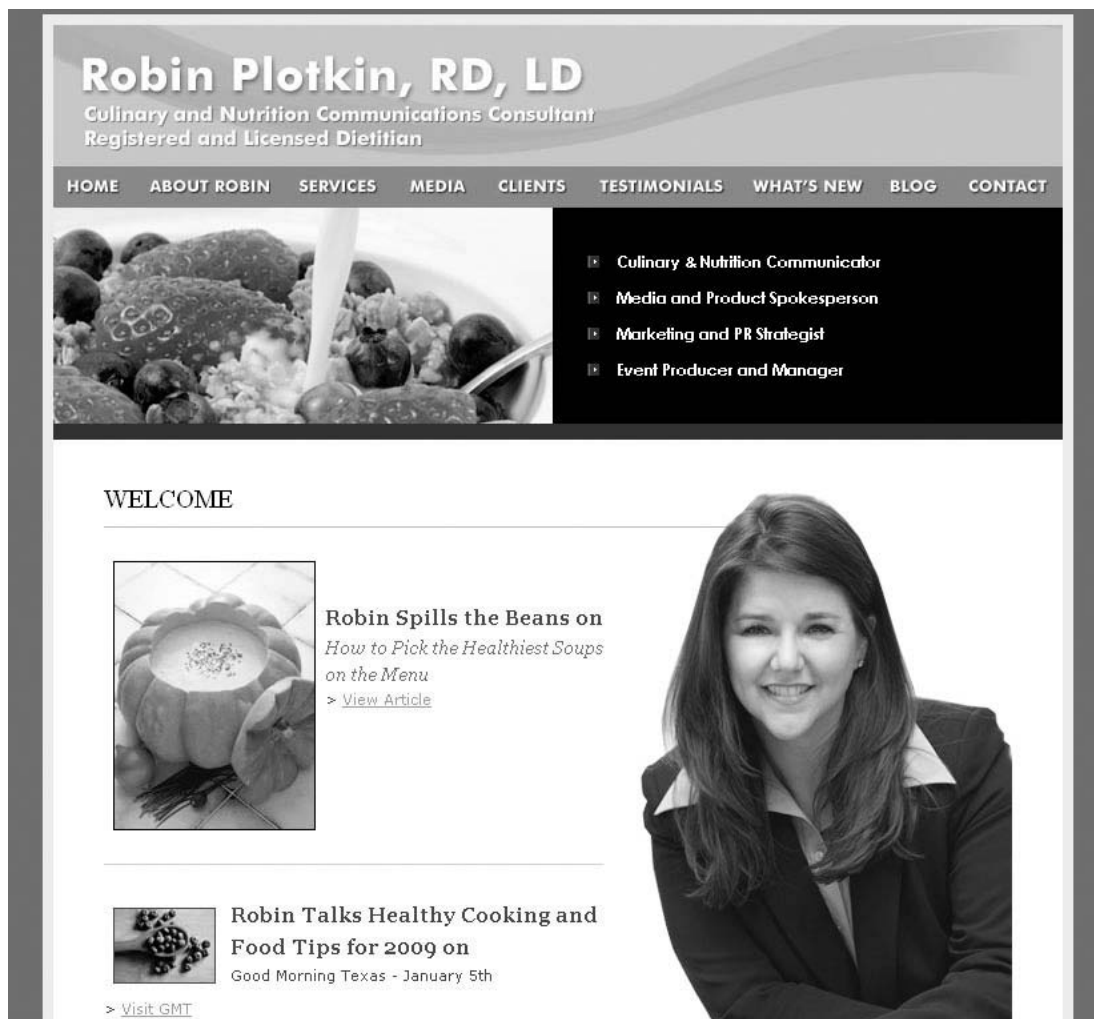 Robin Plotkin, RD, LD
Culinary and Nutrition Communications Consultant
Registered and Licensed Dietitian
HOME ABOUT ROBIN SERVICES MEDIA CLIENTS TESTIMONIALS WHAT'S NEW BLOG CONTACT
Culinary & Nutrition Communicator
Media and Product Spokesperson
Marketing and PR Strategist
Event Producer and Manager
WELCOME
Robin Spills the Beans on
How to Pick the Healthiest Soups
on the Menu
> View Article
Robin Talks Healthy Cooking and
Food Tips for 2009 on
Good Morning Texas - January 5th
> Visit GMT